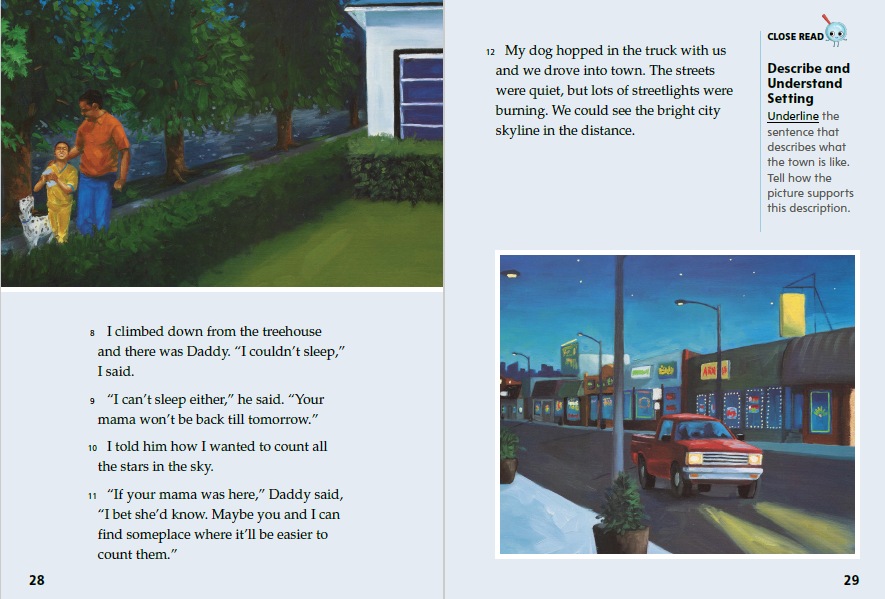 8 I climbed down from the treehouse
and there was Daddy. “I couldn’t sleep,”
I said.
9 “I can’t sleep either,” he said. “Your
mama won’t be back till tomorrow.”
10 I told him how I wanted to count all
the stars in the sky.
11 “If your mama was here,” Daddy said,
“I bet she’d know. Maybe you and I can
find someplace where it’ll be easier to
count them.”
28
12 My dog hopped in the truck with us
and we drove into town. The streets
were quiet, but lots of streetlights were
burning. We could see the bright city
skyline in the distance.
CLOSE READ
Describe and
Understand
Setting
Underline the
sentence that
describes what
the town is like.
Tell how the
picture supports
this description.
29